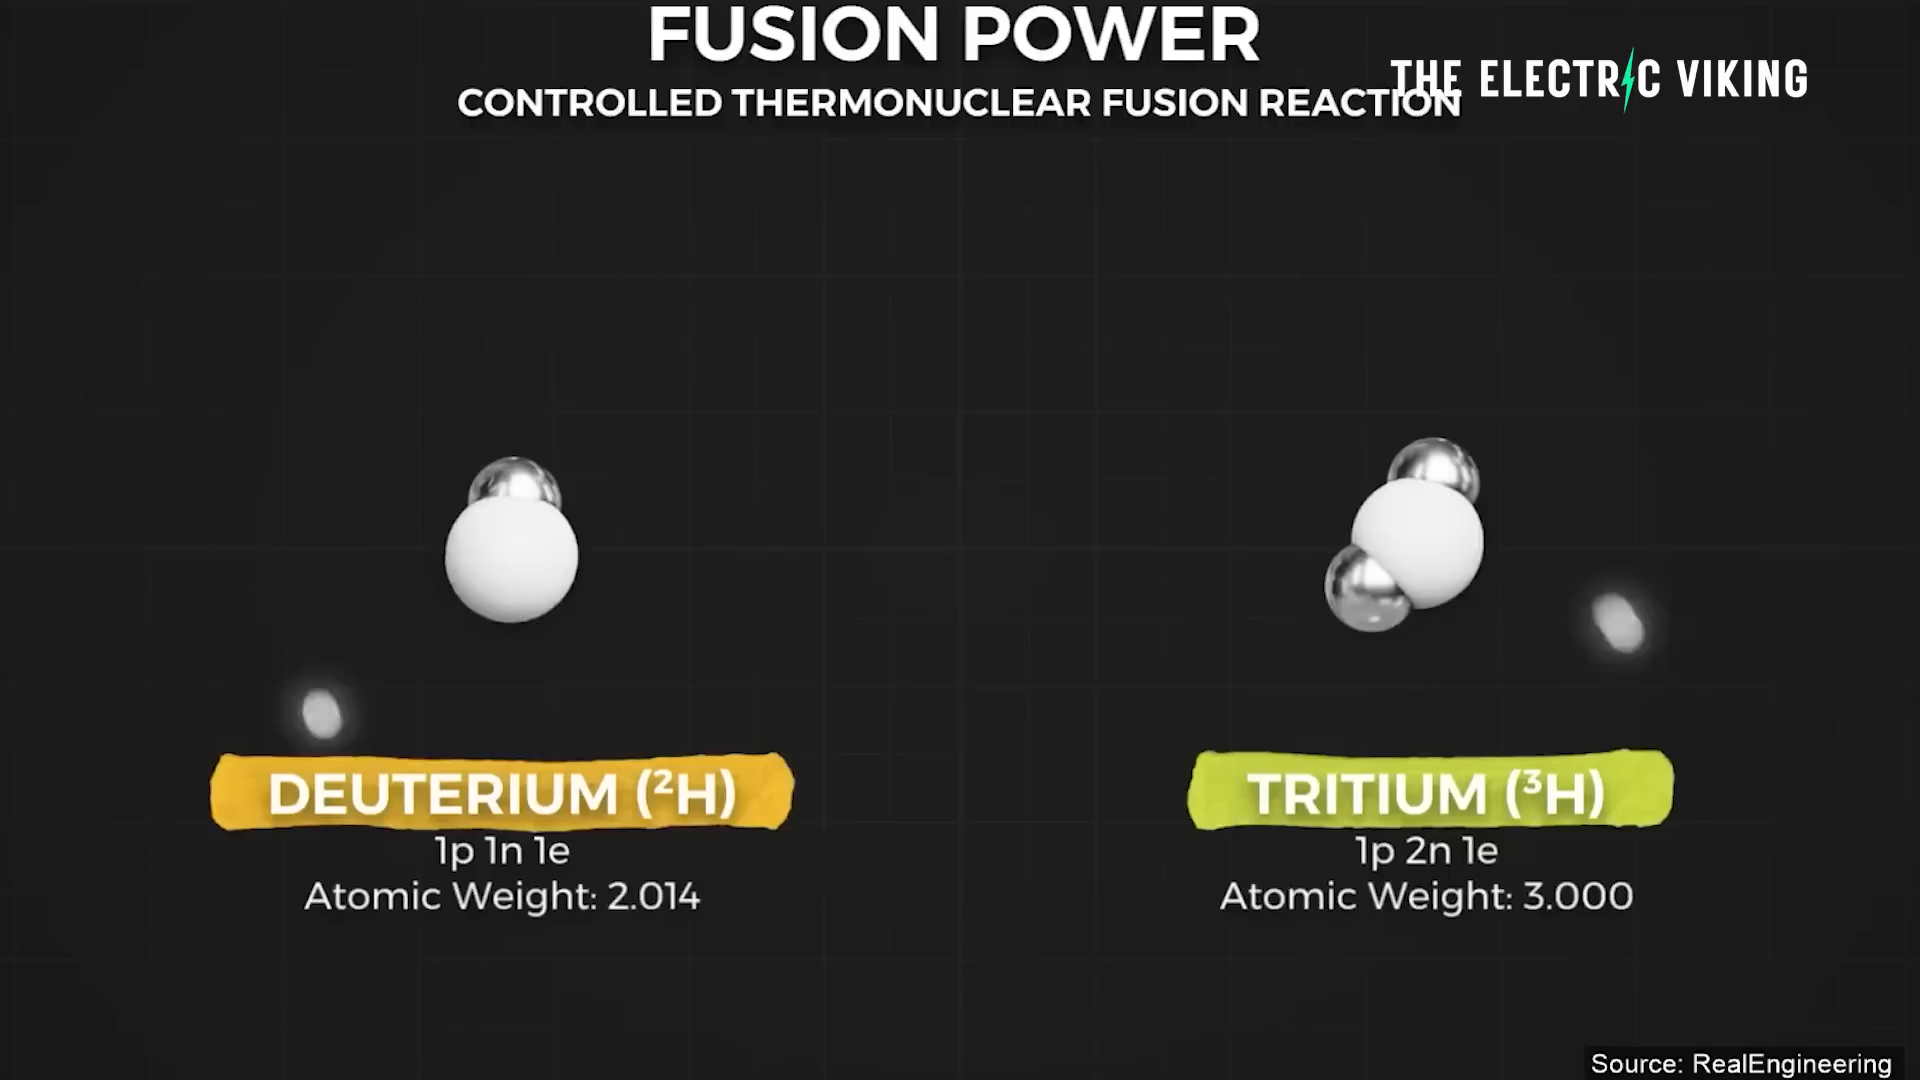 FUSION POWER
THE ELECTRIC VIKING
CONTROLLED THERMONUCLEAR FUSION REACTION
DEUTERIUM (²H)
1p 1n 1e
Atomic Weight: 2.014
TRITIUM (³H)
1p 2n 1e
Atomic Weight: 3.000
Source: RealEngineering